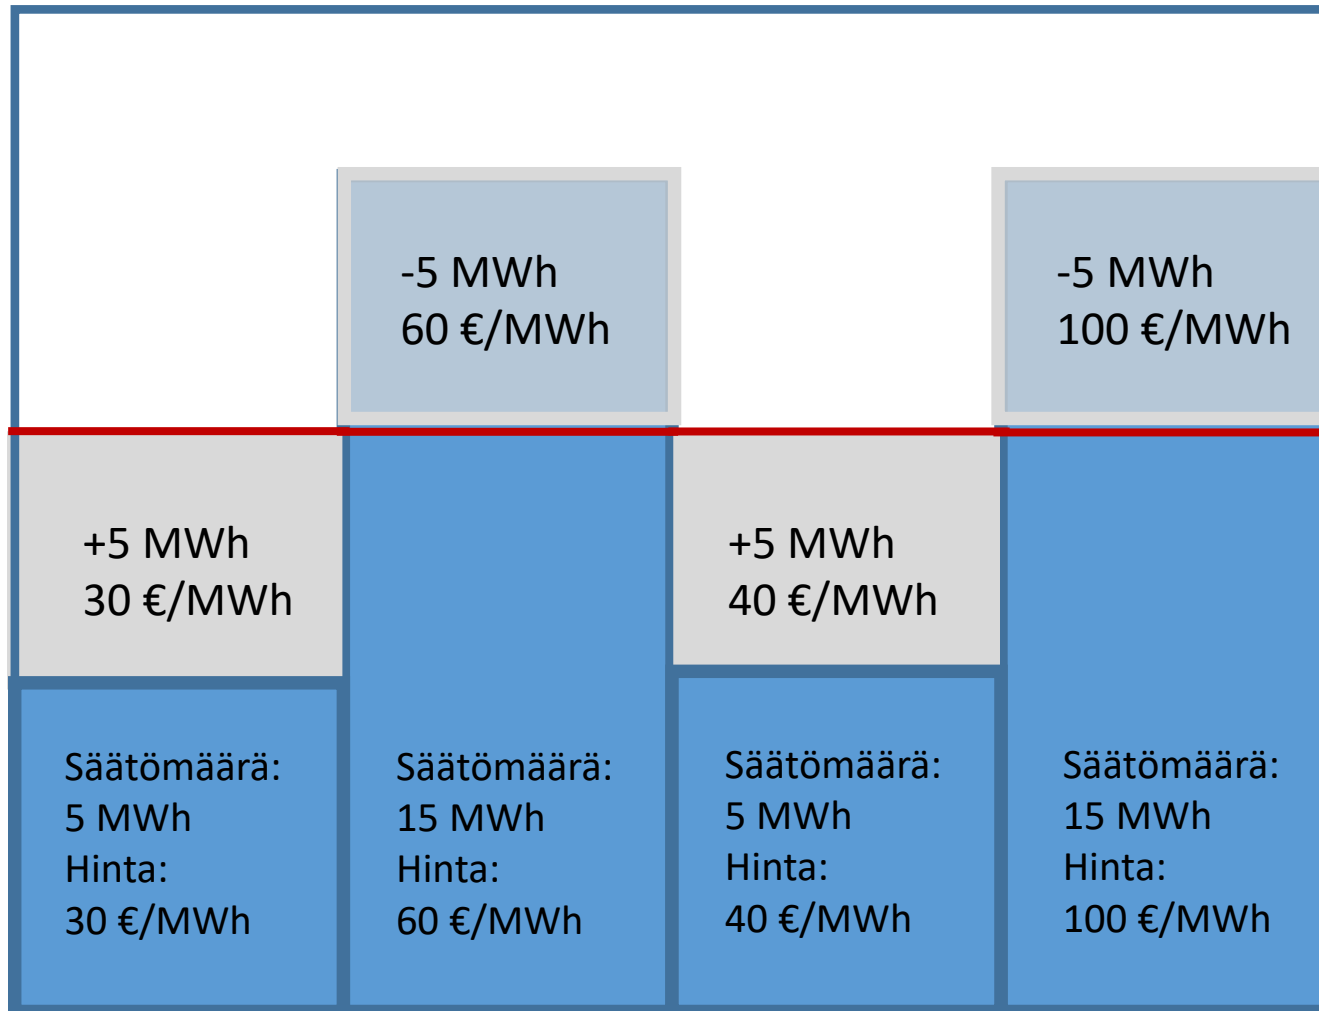 -5 MWh
60 €/MWh
-5 MWh
100 €/MWh
+5 MWh
30 €/MWh
+5 MWh
40 €/MWh
Säätömäärä:
5 MWh
Hinta:
30 €/MWh
Säätömäärä:
15 MWh
Hinta:
60 €/MWh
Säätömäärä:
5 MWh
Hinta:
40 €/MWh
Säätömäärä:
15 MWh
Hinta:
100 €/MWh